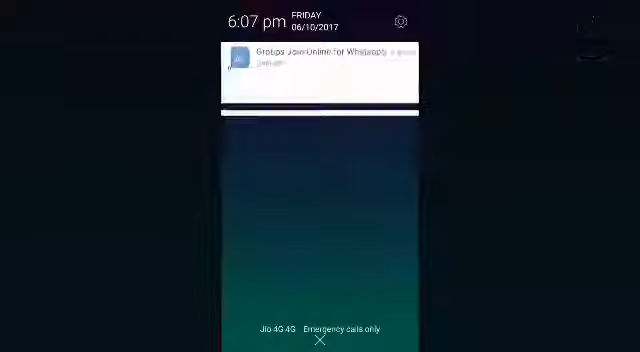 6:07 pm
FRIDAY
06/10/2017
Groups Join Online for Whatsapp
Jio 4G 4G Emergency calls only